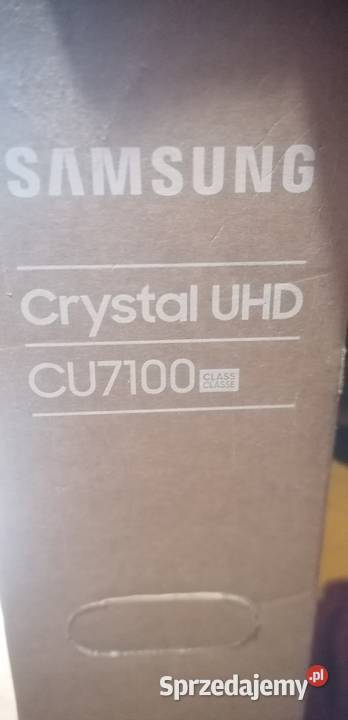 SAMSUNG
Crystal UHD
CU7100 CLASS
CLASSE
Sprzedajemy.pl